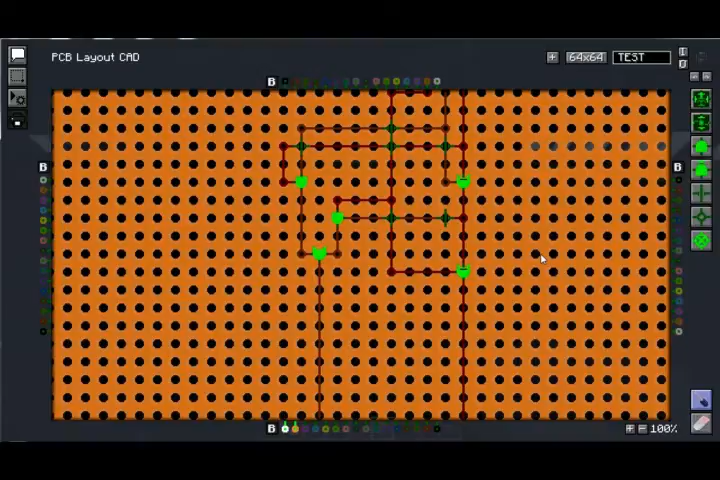 PCB Layout CAD
+ 64x64 TEST
B
B B
B
+ - 100%